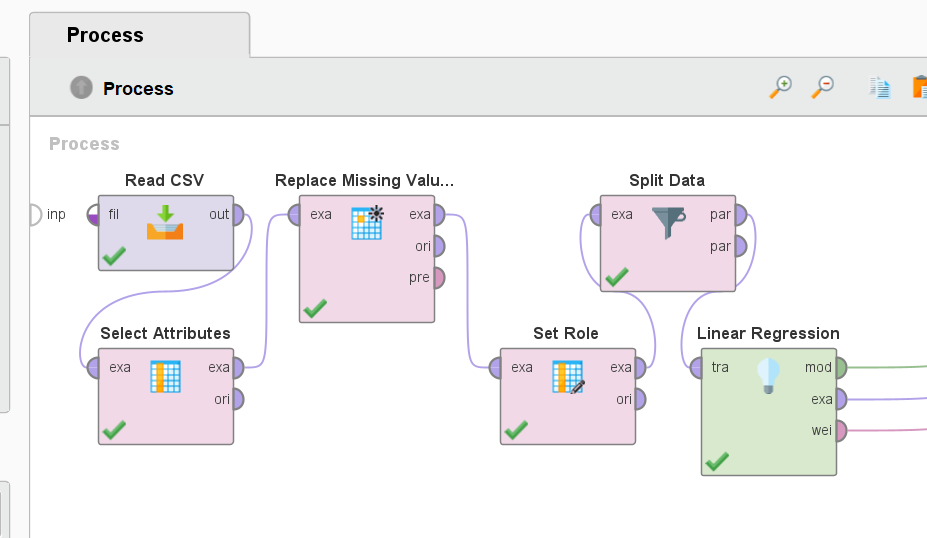 Process
Process
Process
Read CSV
Replace Missing Valu...
Split Data
inp
fil
out
exa
exa
ori
pre
exa
par
par
Select Attributes
Set Role
Linear Regression
exa
exa
ori
exa
exa
ori
tra
mod
exa
wei